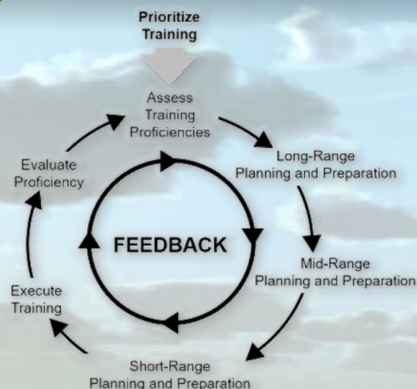 Prioritize
Training
Assess
Training
Proficiencies
Long-Range
Planning and Preparation
Mid-Range
Planning and Preparation
Short-Range
Planning and Preparation
Execute
Training
Evaluate
Proficiency
FEEDBACK